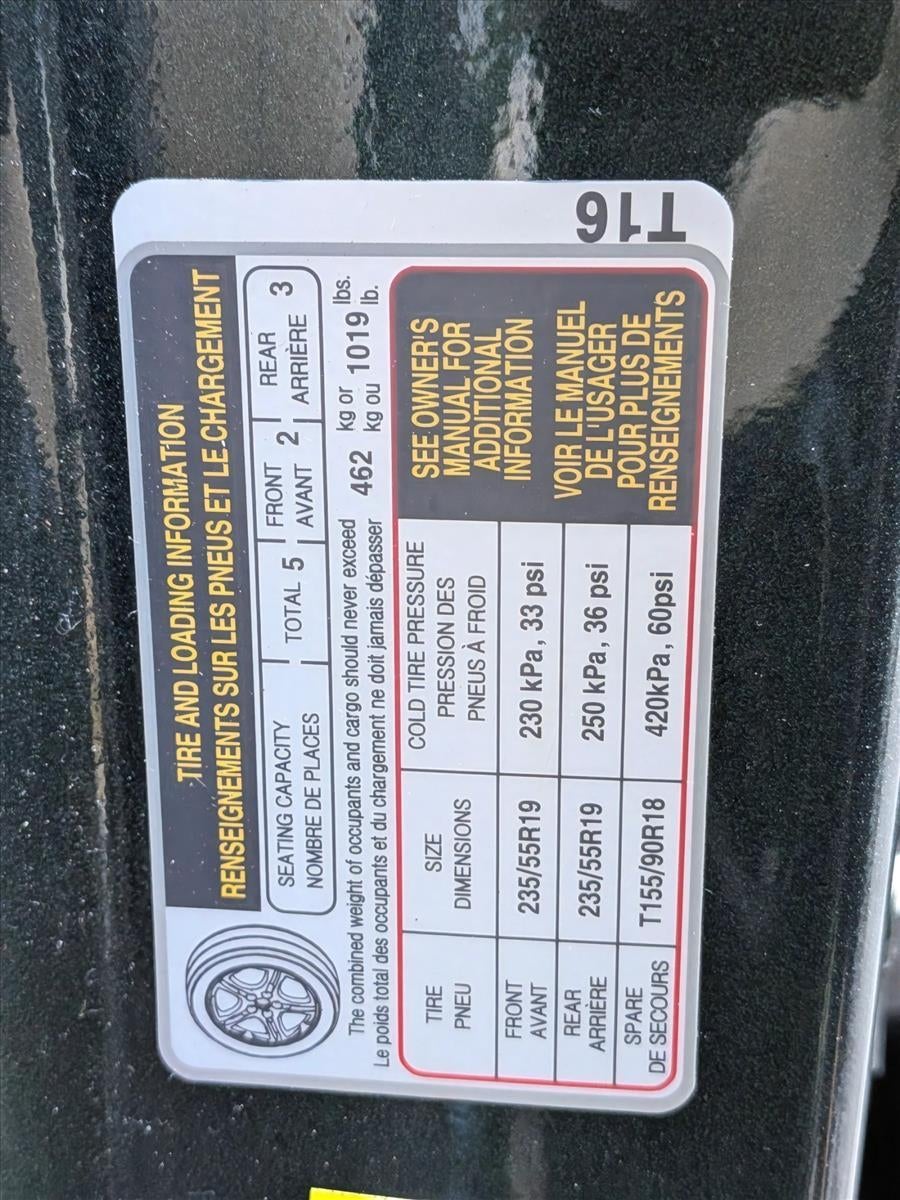 TIRE AND LOADING INFORMATION
RENSEIGNEMENTS SUR LES PNEUS ET LE CHARGEMENT
SEATING CAPACITY
NOMBRE DE PLACES
TOTAL 5
FRONT
AVANT 2
REAR
ARRIÈRE 3
The combined weight of occupants and cargo should never exceed 462 kg or 1019 lbs.
Le poids total des occupants et du chargement ne doit jamais dépasser kg ou lb.
TIRE
PNEU
SIZE
DIMENSIONS
COLD TIRE PRESSURE
PRESSION DES
PNEUS À FROID
FRONT
AVANT
235/55R19
230 kPa, 33 psi
REAR
ARRIÈRE
235/55R19
250 kPa, 36 psi
SPARE
DE SECOURS
T155/90R18
420kPa, 60psi
SEE OWNER'S
MANUAL FOR
ADDITIONAL
INFORMATION
VOIR LE MANUEL
DE L'USAGER
POUR PLUS DE
RENSEIGNEMENTS
T16